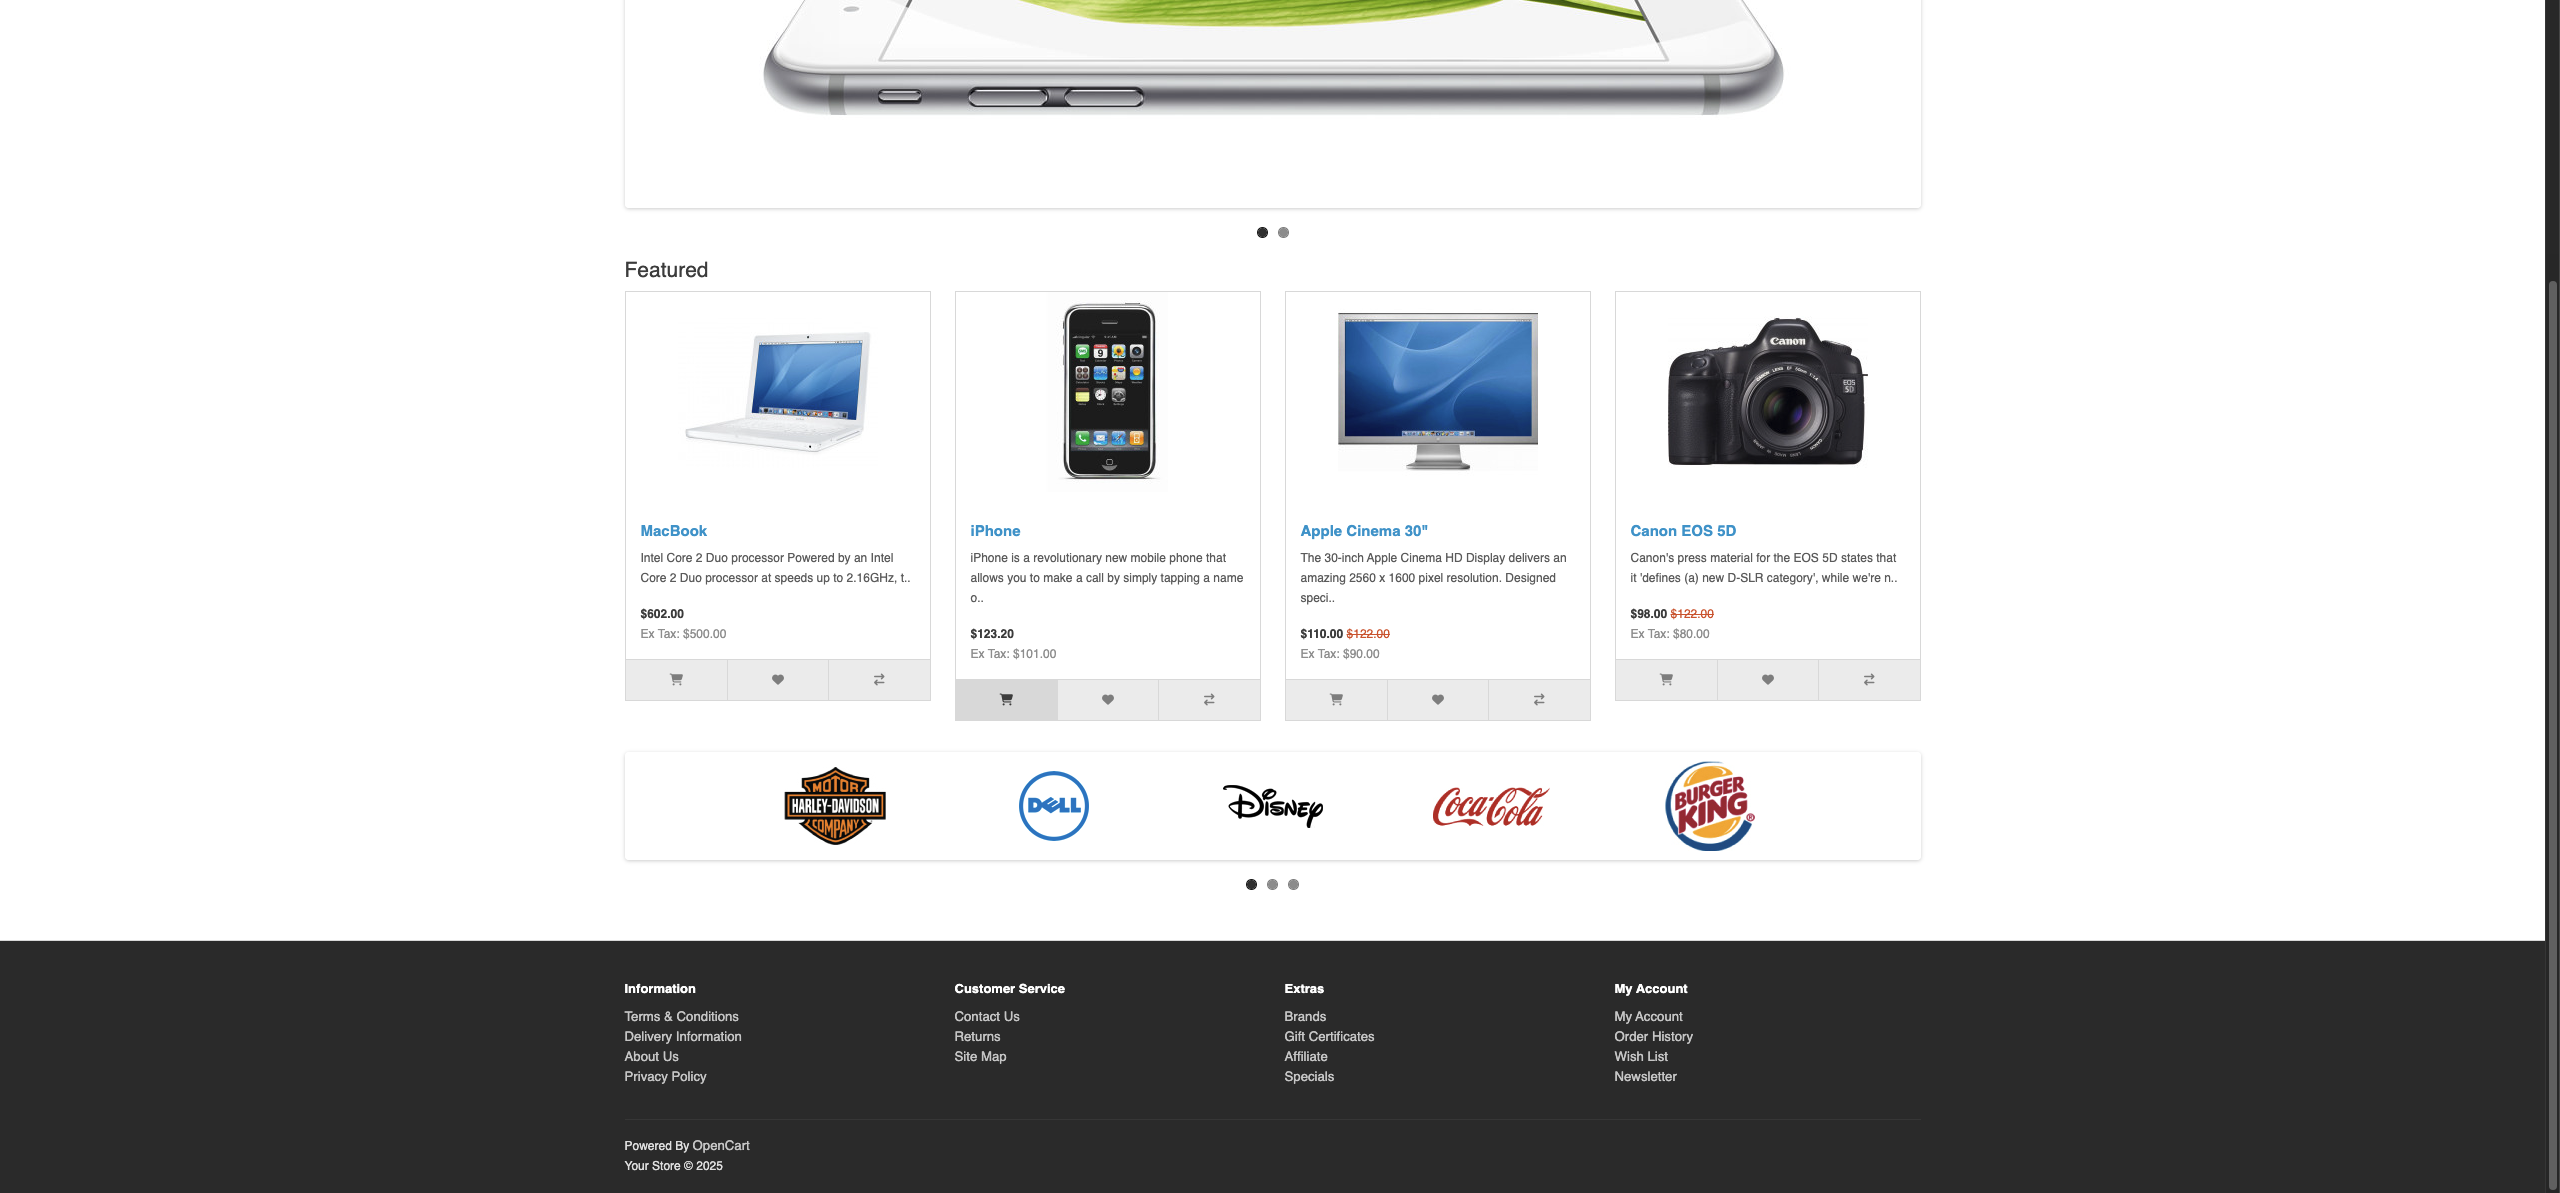 Featured
Canon
EOS
5D
MacBook
Intel Core 2 Duo processor Powered by an Intel
Core 2 Duo processor at speeds up to 2.16GHz, t..
$602.00
Ex Tax: $500.00
iPhone
iPhone is a revolutionary new mobile phone that
allows you to make a call by simply tapping a name
o..
$123.20
Ex Tax: $101.00
Apple Cinema 30"
The 30-inch Apple Cinema HD Display delivers an
amazing 2560 x 1600 pixel resolution. Designed
speci..
$110.00 $122.00
Ex Tax: $90.00
Canon EOS 5D
Canon's press material for the EOS 5D states that
it 'defines (a) new D-SLR category', while we're n..
$98.00 $122.00
Ex Tax: $80.00
MOTOR
HARLEY-DAVIDSON
COMPANY
DELL
Disney
Coca-Cola
BURGER
KING®
Information
Terms & Conditions
Delivery Information
About Us
Privacy Policy
Customer Service
Contact Us
Returns
Site Map
Extras
Brands
Gift Certificates
Affiliate
Specials
My Account
My Account
Order History
Wish List
Newsletter
Powered By OpenCart
Your Store © 2025